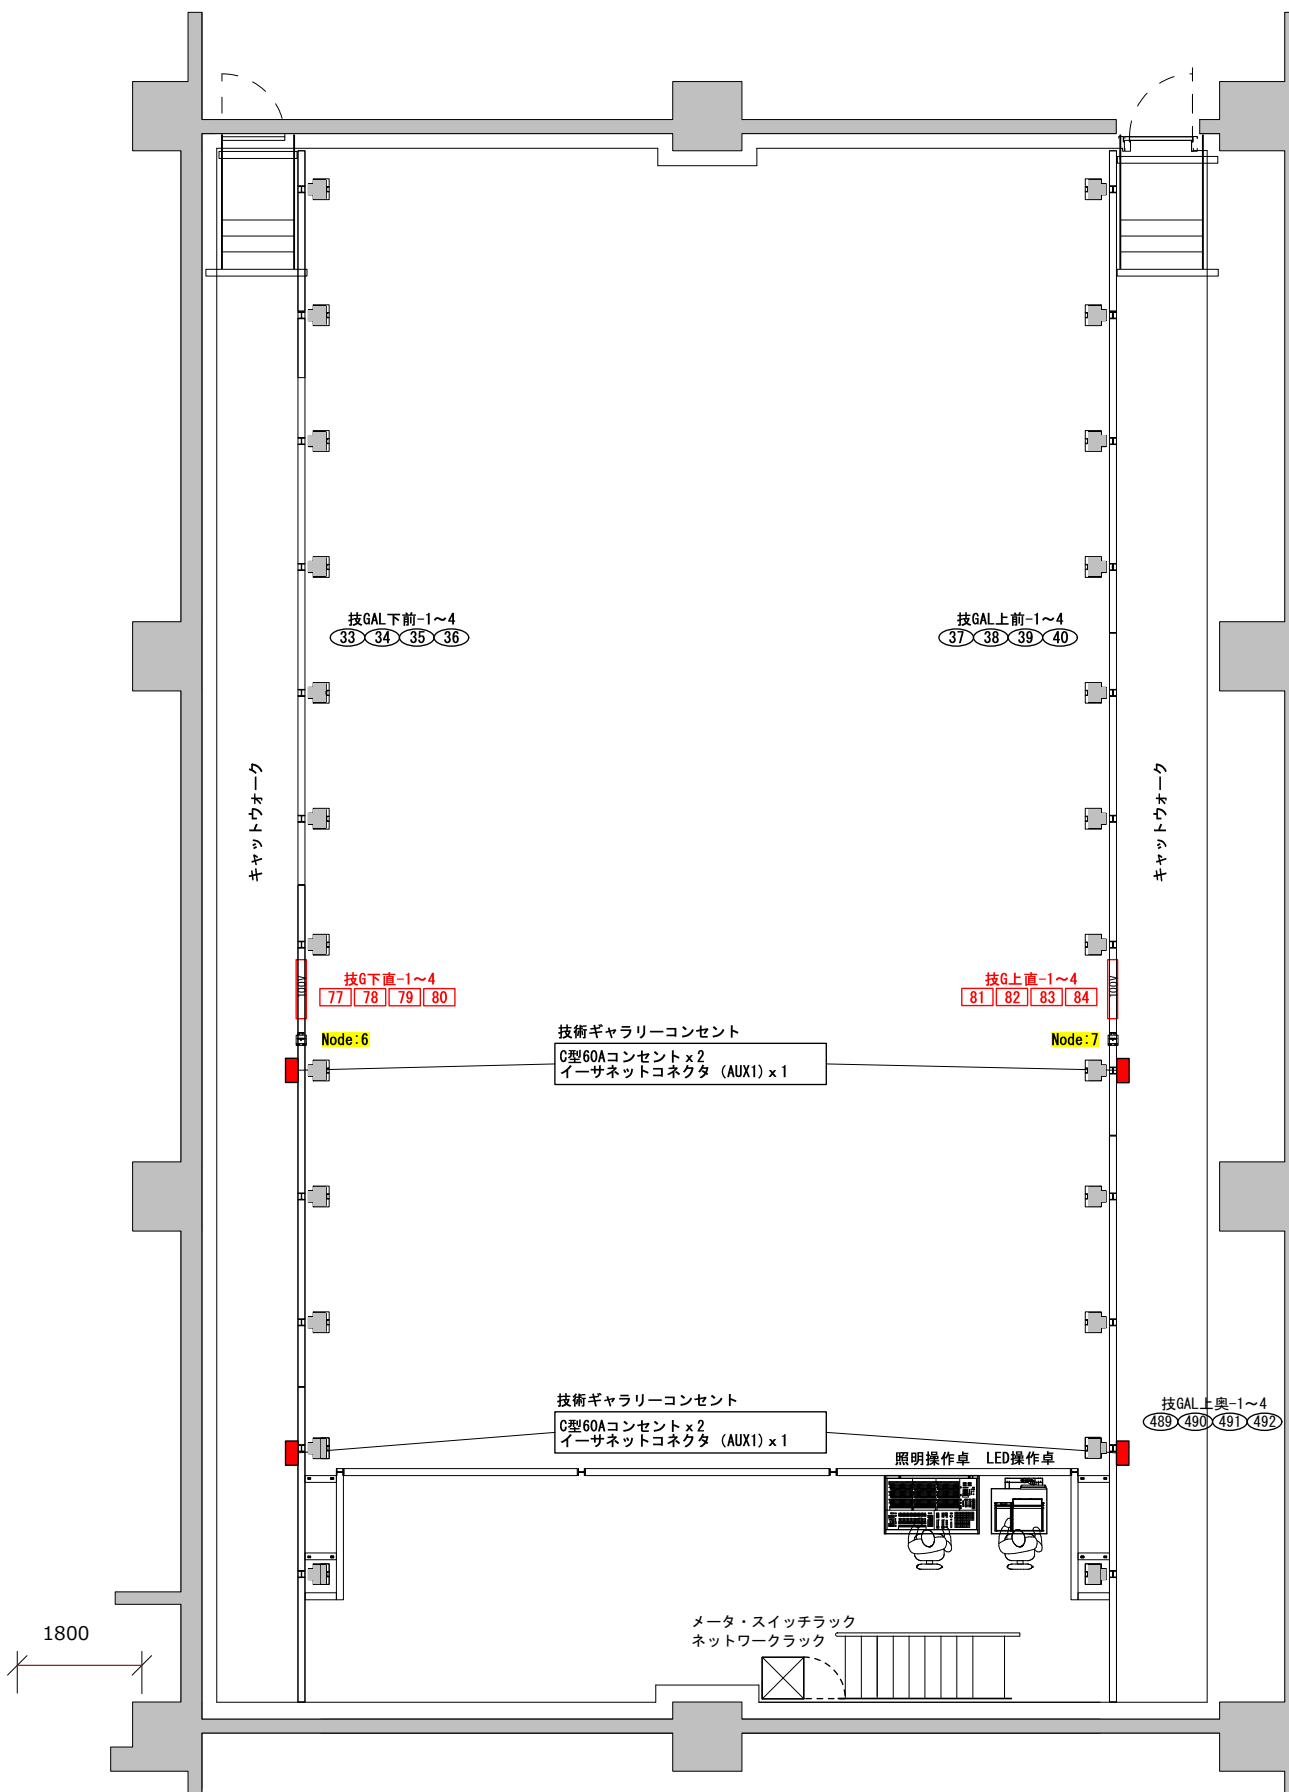 技GAL下前-1～4
33 34 35 36
技GAL上前-1～4
37 38 39 40
キャットウォーク
キャットウォーク
技G下直-1～4
77 78 79 80
100V
技G上直-1～4
81 82 83 84
100V
Node:6
Node:7
技術ギャラリーコンセント
C型60Aコンセントx2
イーサネットコネクタ (AUX1)x1
技術ギャラリーコンセント
C型60Aコンセントx2
イーサネットコネクタ (AUX1)x1
技GAL上奥-1～4
489 490 491 492
照明操作卓 LED操作卓
メータ・スイッチラック
ネットワークラック
1800